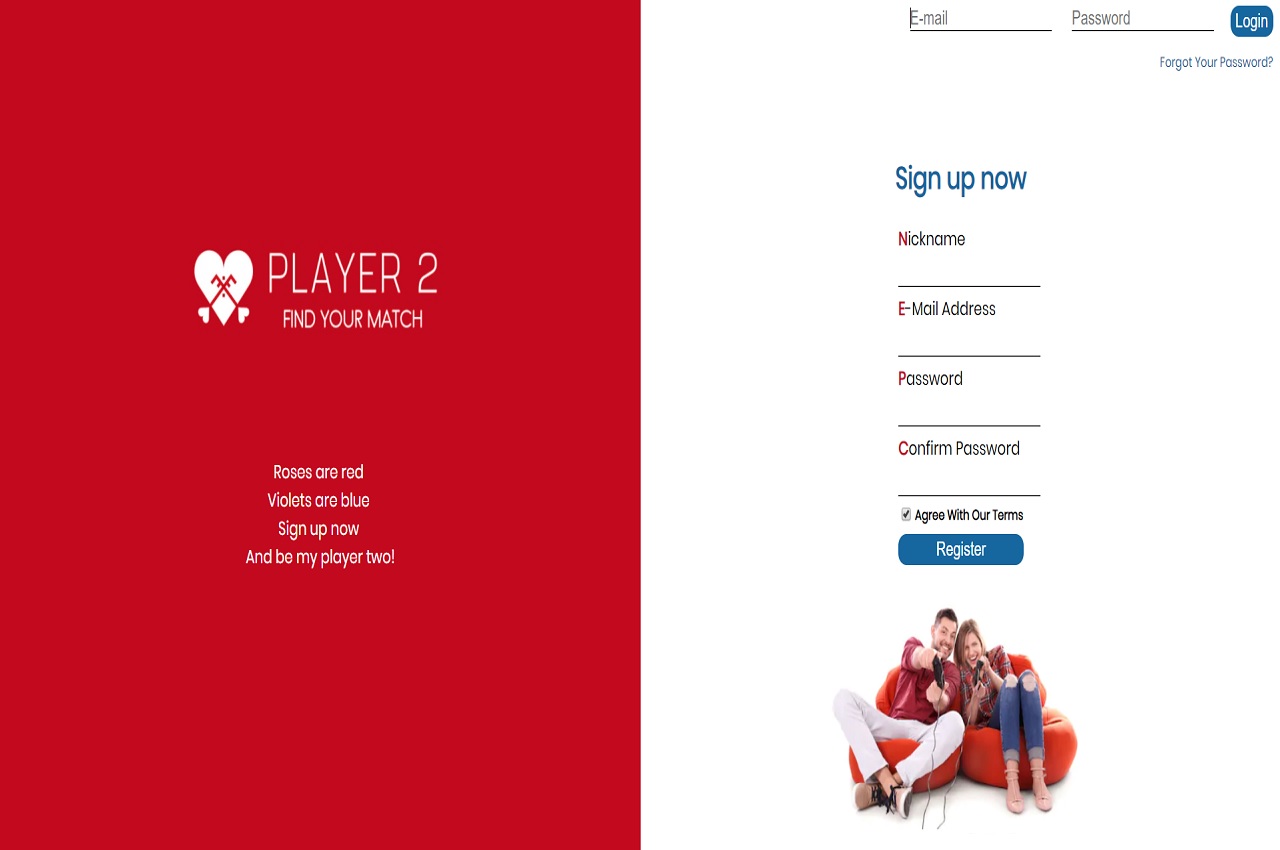 E-mail Password Login
Forgot Your Password?
PLAYER 2
FIND YOUR MATCH
Roses are red
Violets are blue
Sign up now
And be my player two!
Sign up now
Nickname
E-Mail Address
Password
Confirm Password
Agree With Our Terms
Register